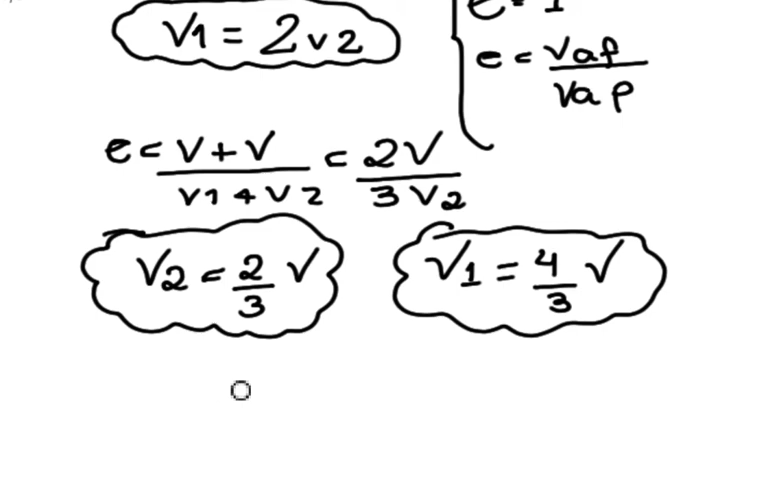 V1 = 2v2
e = 1
e = Vaf / Vap
e = V + V / V1 + V2 = 2V / 3V2
V2 = 2/3 V
V1 = 4/3 V